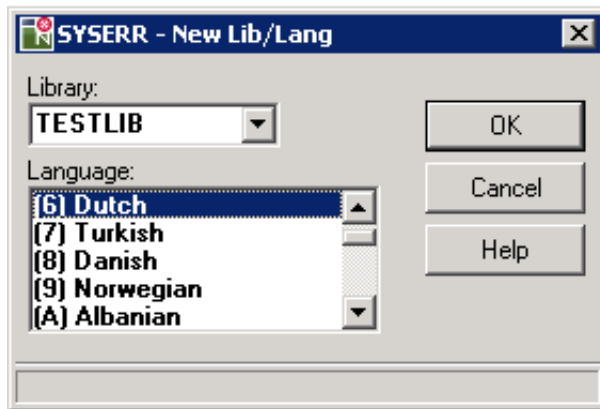 SYSERR - New Lib/Lang
Library:
TESTLIB
Language:
(6) Dutch
(7) Turkish
(8) Danish
(9) Norwegian
(A) Albanian
OK
Cancel
Help